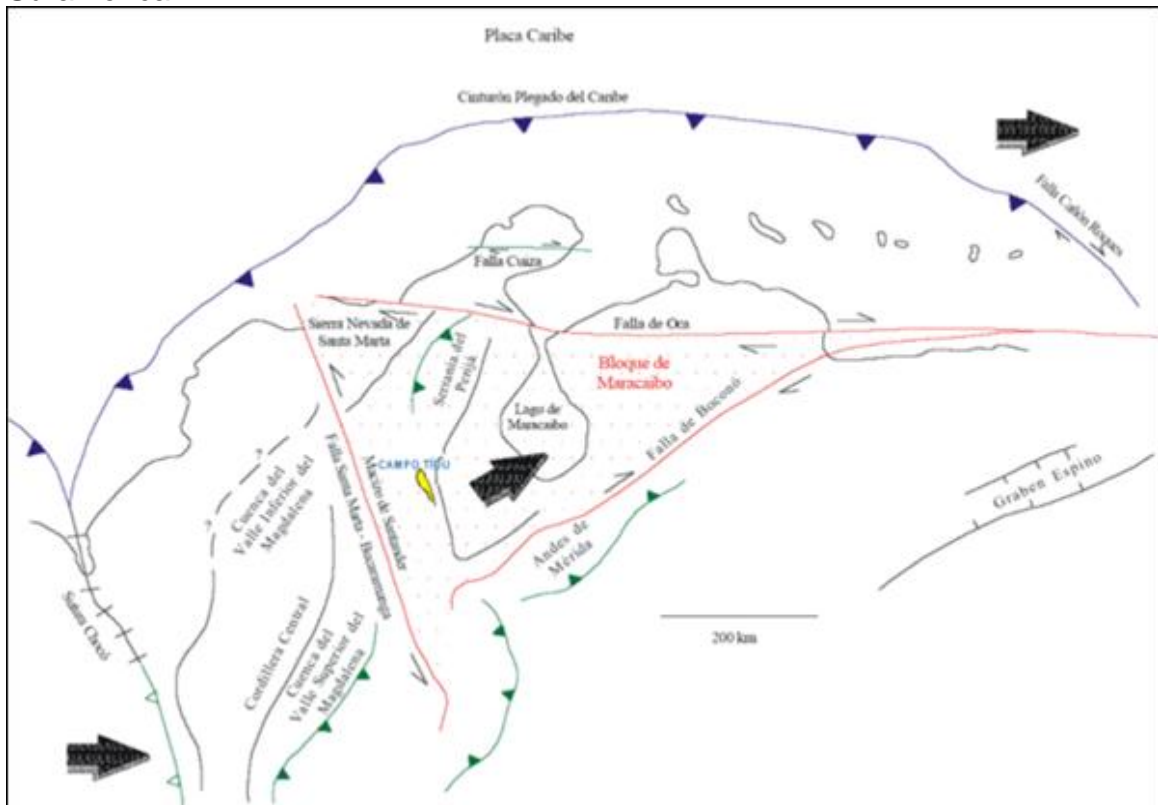 Placa Caribe
Cinturón Plegado del Caribe
Falla Cañón Roques
Falla Cuiza
Sierra Nevada de
Santa Marta
Falla de Oca
Serranía del
Perijá
Bloque de
Maracaibo
Lago de
Maracaibo
Falla de Boconó
CAMPO TIBU
Macizo de Santander
Falla Santa Marta - Bucaramanga
Cuenca del
Valle Inferior del
Magdalena
?
?
Graben Espino
Andes de
Mérida
Sutura Chocó
Cordillera Central
Cuenca del
Valle Superior del
Magdalena
200 km